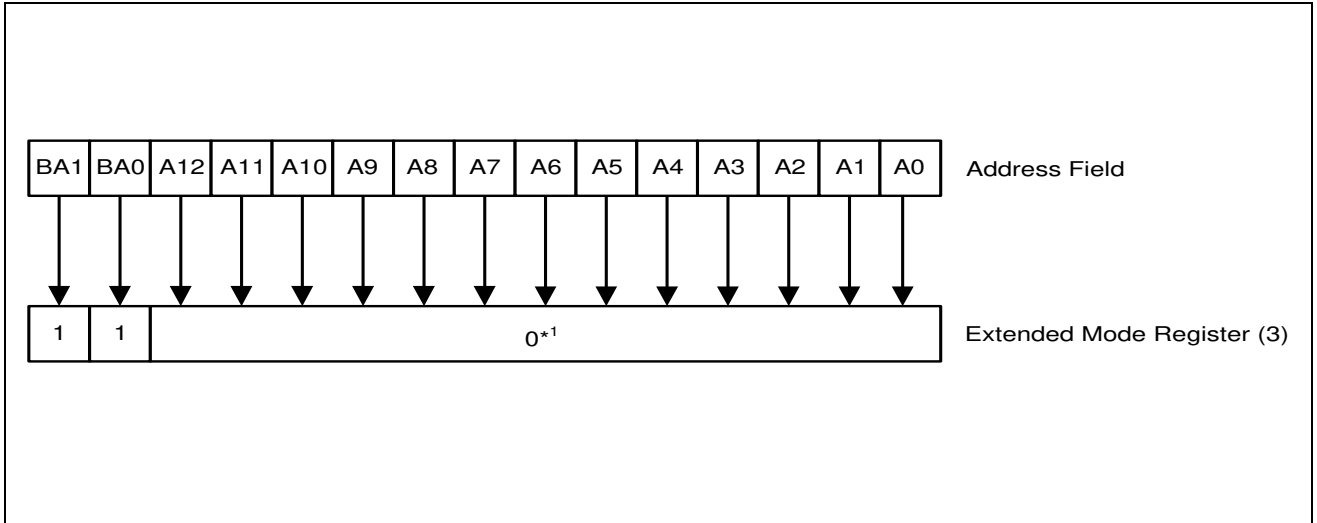 BA1 BA0 A12 A11 A10 A9 A8 A7 A6 A5 A4 A3 A2 A1 A0 Address Field
1 1 0*¹ Extended Mode Register (3)